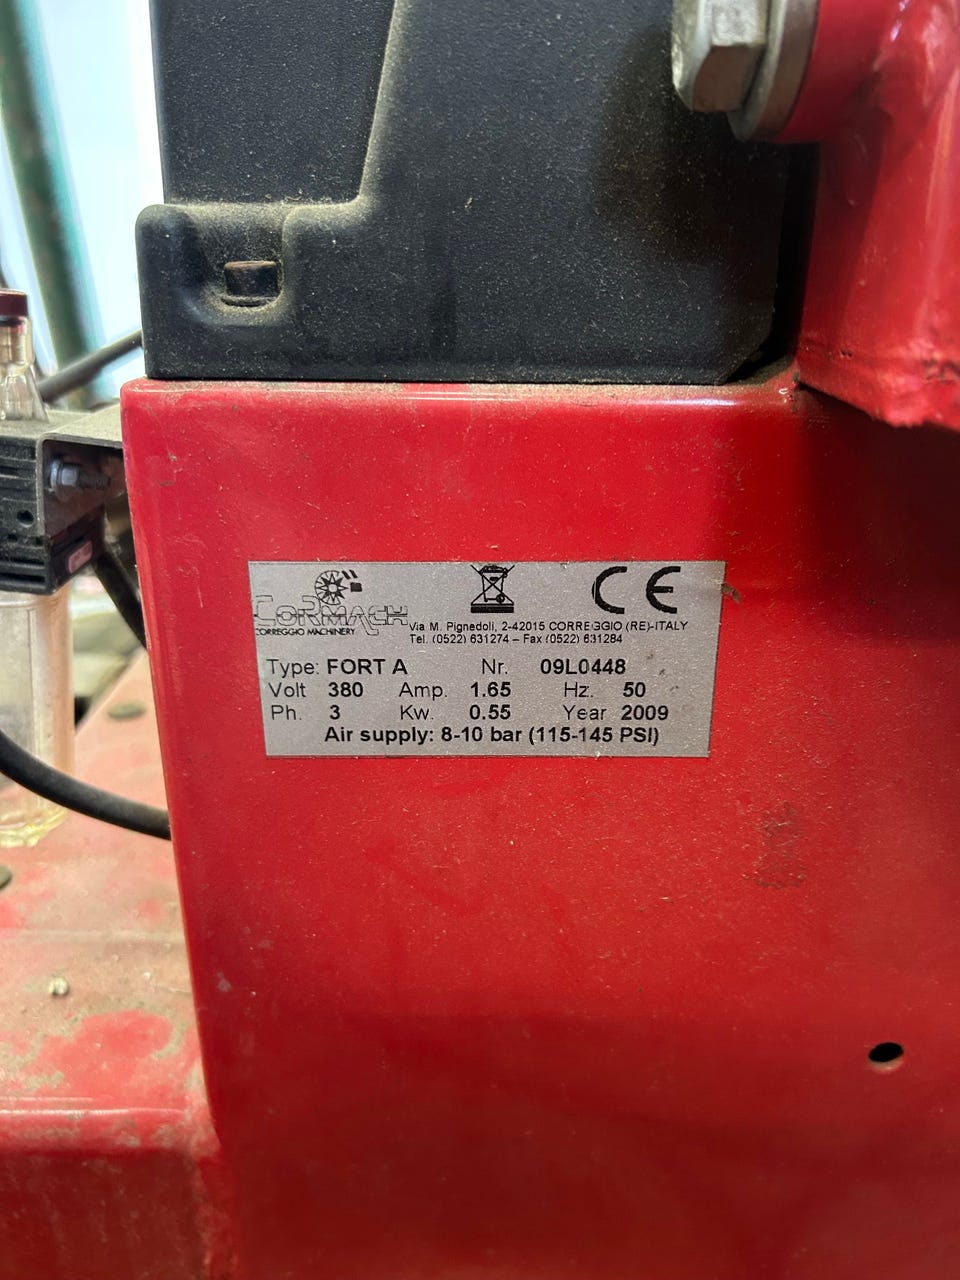 CORMACH
CORREGGIO MACHINERY
CE
Via M. Pignedoli, 2-42015 CORREGGIO (RE)-ITALY
Tel. (0522) 631274 – Fax (0522) 631284
Type: FORT A Nr. 09L0448
Volt 380 Amp. 1.65 Hz. 50
Ph. 3 Kw. 0.55 Year 2009
Air supply: 8-10 bar (115-145 PSI)